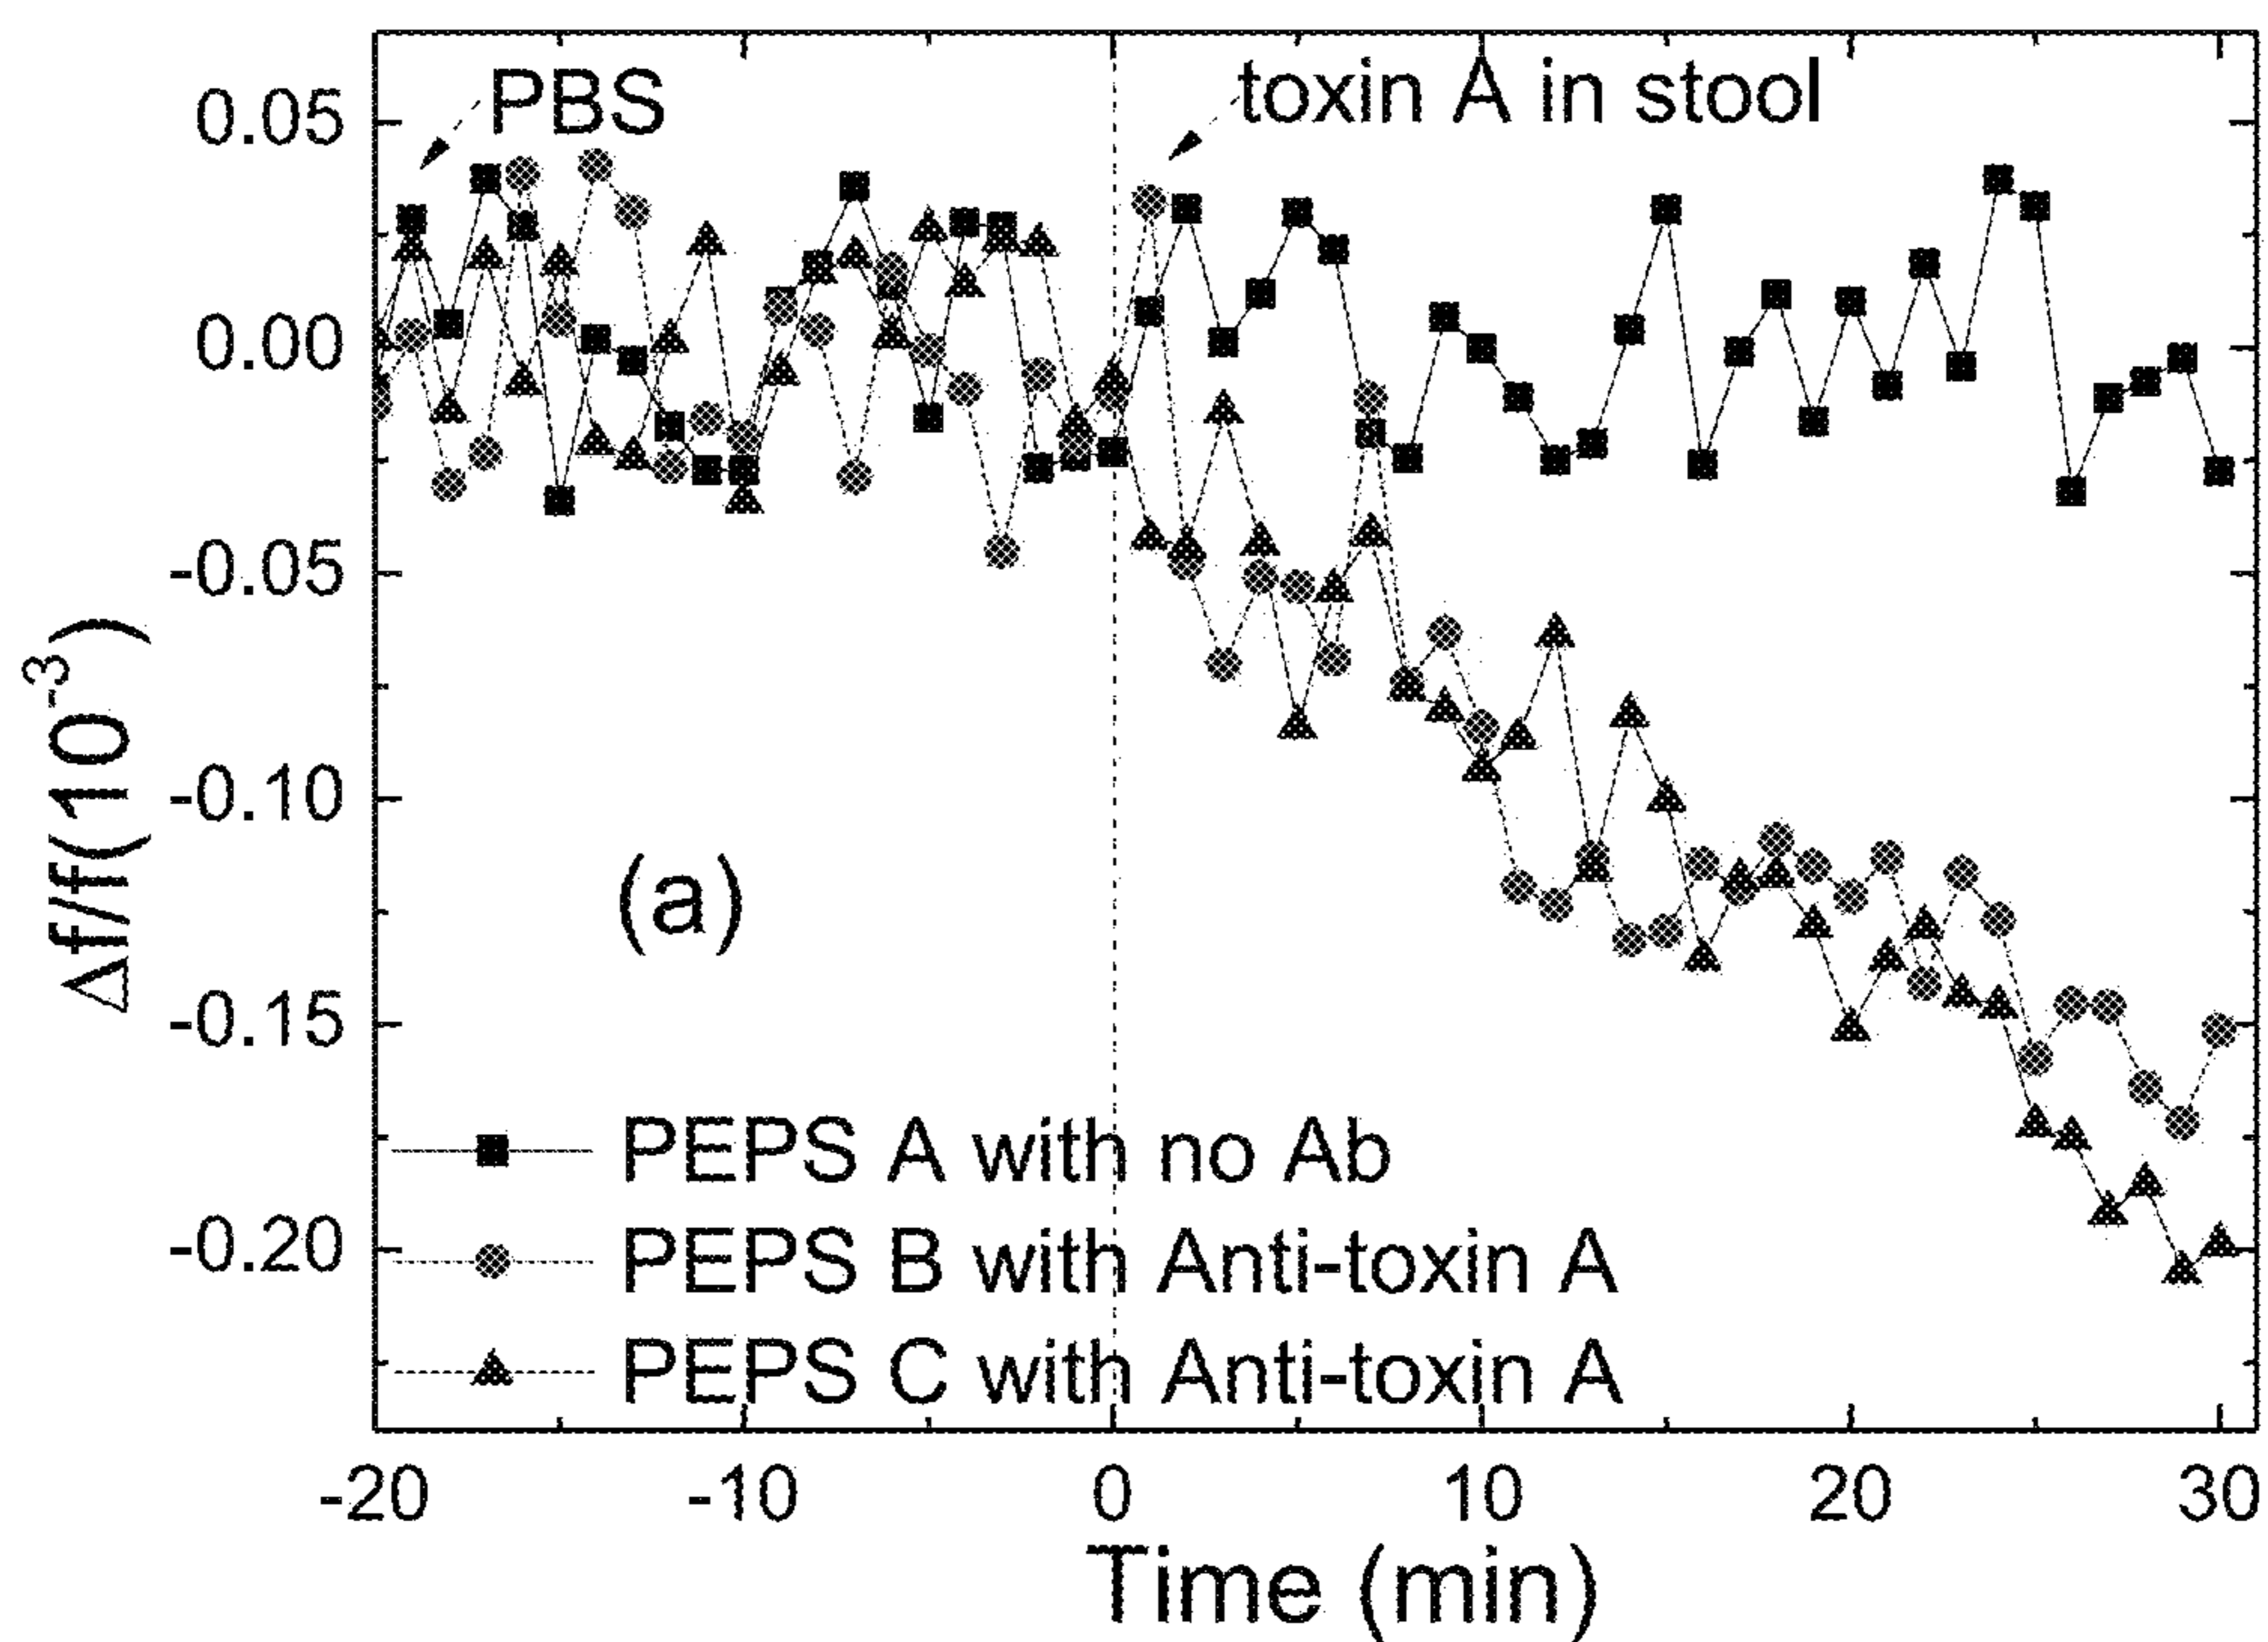 PBS
toxin A in stool
0.05
0.00
-0.05
-0.10
-0.15
-0.20
Δf/f(10⁻³)
(a)
PEPS A with no Ab
PEPS B with Anti-toxin A
PEPS C with Anti-toxin A
-20 -10 0 10 20 30
Time (min)